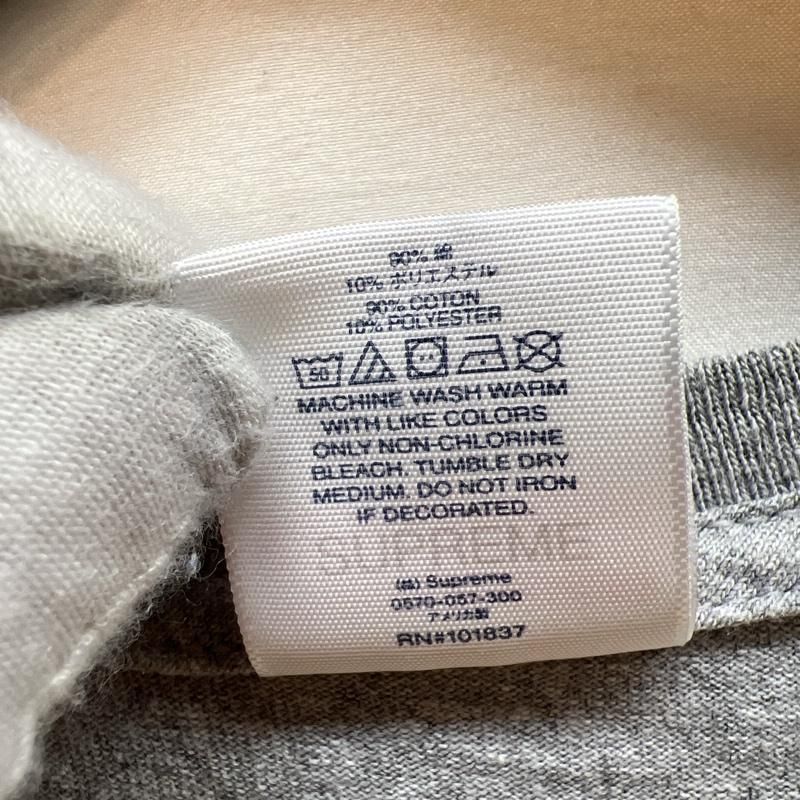 90% 綿
10% ポリエステル
90% COTON
10% POLYESTER
50
MACHINE WASH WARM
WITH LIKE COLORS
ONLY NON-CHLORINE
BLEACH. TUMBLE DRY
MEDIUM. DO NOT IRON
IF DECORATED.
SUPREME
(株) Supreme
0570-057-300
アメリカ製
RN#101837